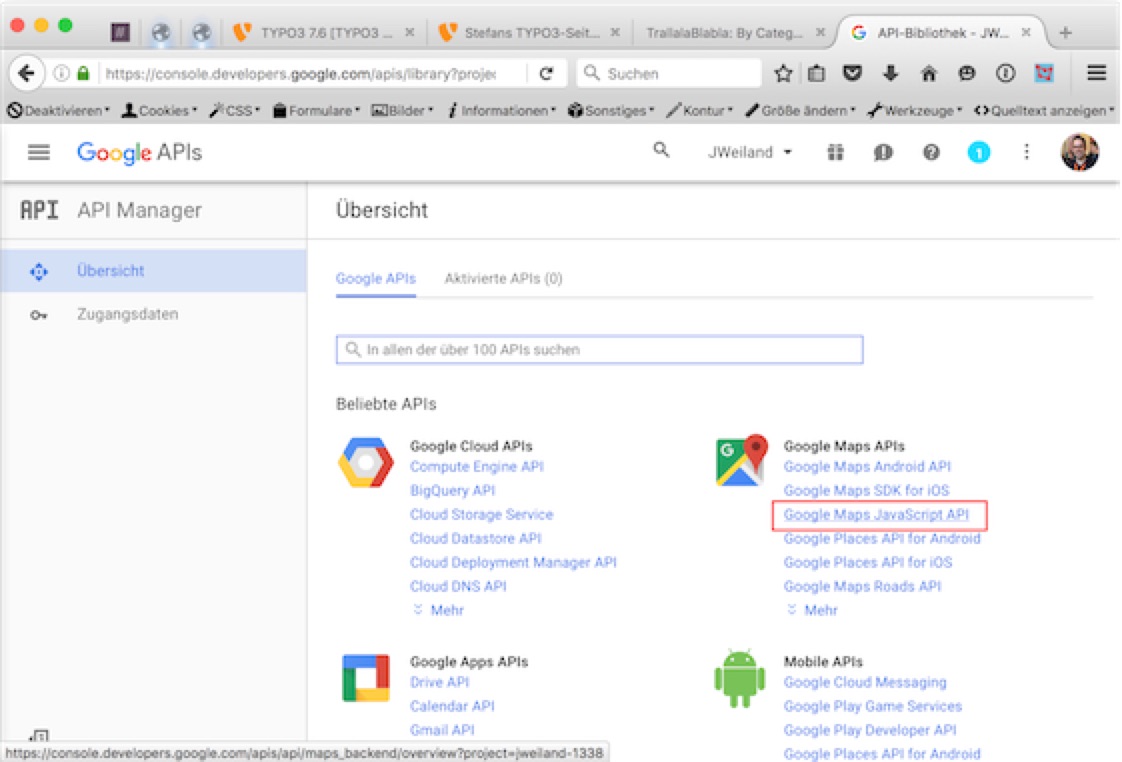 TYPO3 7.6 [TYPO3 ... × Stefans TYPO3-Seit... × TrallalaBlabla: By Categ... × API-Bibliothek - JW... × +
https://console.developers.google.com/apis/library?projec Suchen
Deaktivieren Cookies CSS Formulare Bilder Informationen Sonstiges Kontur Größe ändern Werkzeuge Quelltext anzeigen
Google APIs JWeiland 1
API API Manager
Übersicht
Übersicht
Zugangsdaten
Google APIs Aktivierte APIs (0)
In allen der über 100 APIs suchen
Beliebte APIs
Google Cloud APIs
Compute Engine API
BigQuery API
Cloud Storage Service
Cloud Datastore API
Cloud Deployment Manager API
Cloud DNS API
Mehr
Google Maps APIs
Google Maps Android API
Google Maps SDK for iOS
Google Maps JavaScript API
Google Places API for Android
Google Places API for iOS
Google Maps Roads API
Mehr
Google Apps APIs
Drive API
Calendar API
Gmail API
Mobile APIs
Google Cloud Messaging
Google Play Game Services
Google Play Developer API
Google Places API for Android
https://console.developers.google.com/apis/api/maps_backend/overview?project=jweiland-1338